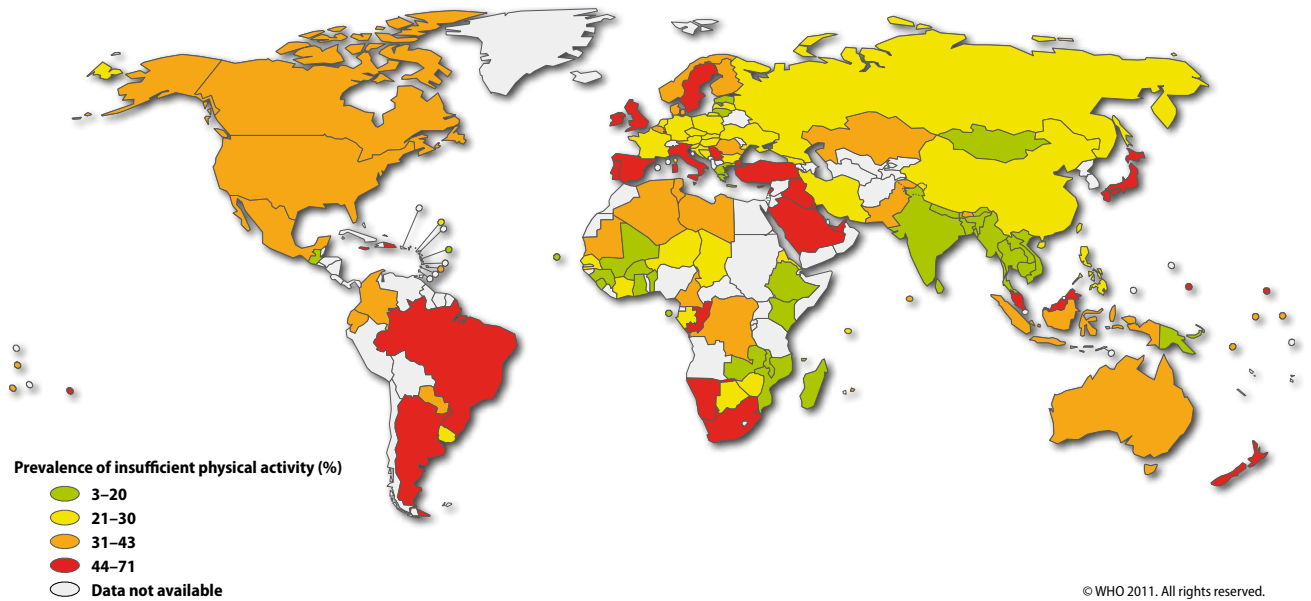 Prevalence of insufficient physical activity (%)
3–20
21–30
31–43
44–71
Data not available
© WHO 2011. All rights reserved.